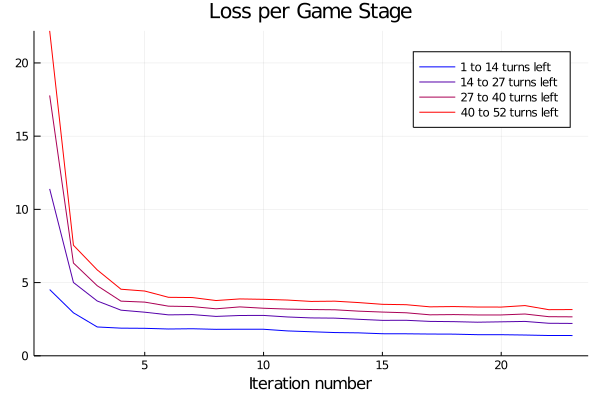 Loss per Game Stage
20
15
10
5
0
1 to 14 turns left
14 to 27 turns left
27 to 40 turns left
40 to 52 turns left
5
10
15
20
Iteration number